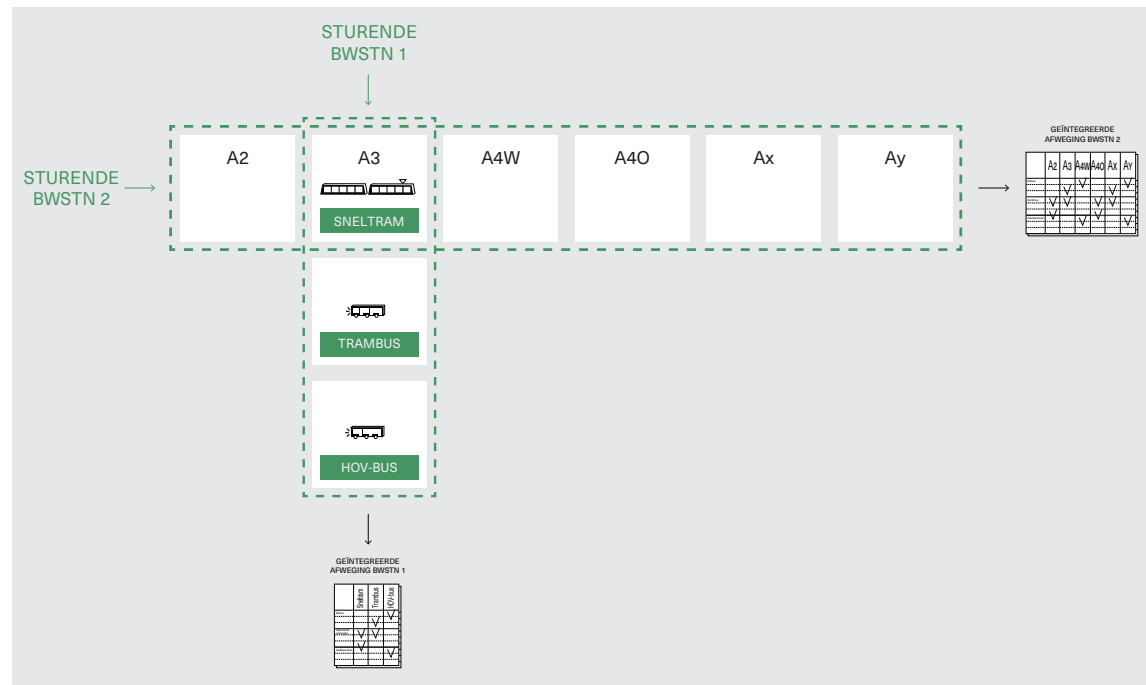 STURENDE
BWSTN 1
STURENDE
BWSTN 2
A2
A3
A4W
A4O
Ax
Ay
SNELTRAM
TRAMBUS
HOV-BUS
GEÏNTEGREERDE
AFWEGING BWSTN 2
A2 A3 A4W A4O AX AY
GEÏNTEGREERDE
AFWEGING BWSTN 1
Sneltram Trambus HOV-bus